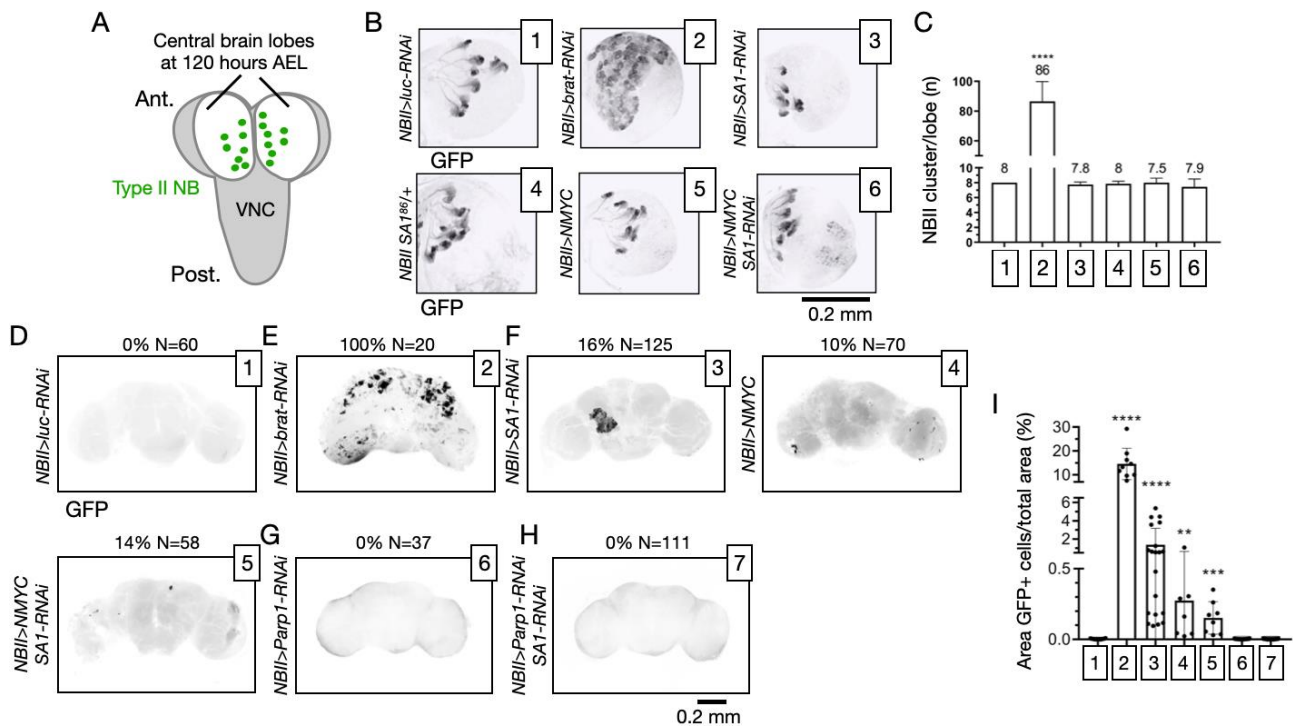 A
Central brain lobes
at 120 hours AEL
Ant.
Type II NB
VNC
Post.
B
NBII>luc-RNAi
1
GFP
NBII>brat-RNAi
2
NBII>SA1-RNAi
3
NBII SA1⁸⁶/+
4
GFP
NBII>NMYC
5
NBII>NMYC
SA1-RNAi
6
0.2 mm
C
NBII cluster/lobe (n)
100
80
60
10
8
6
4
2
0
8
****
86
7.8
8
7.5
7.9
1
2
3
4
5
6
D
0% N=60
NBII>luc-RNAi
1
GFP
E
100% N=20
NBII>brat-RNAi
2
F
16% N=125
NBII>SA1-RNAi
3
10% N=70
NBII>NMYC
4
14% N=58
NBII>NMYC
SA1-RNAi
5
G
0% N=37
NBII>Parp1-RNAi
6
H
0% N=111
NBII>Parp1-RNAi
SA1-RNAi
7
0.2 mm
I
Area GFP+ cells/total area (%)
30
20
10
6
4
2
0.5
0.0
****
****
**
***
1
2
3
4
5
6
7